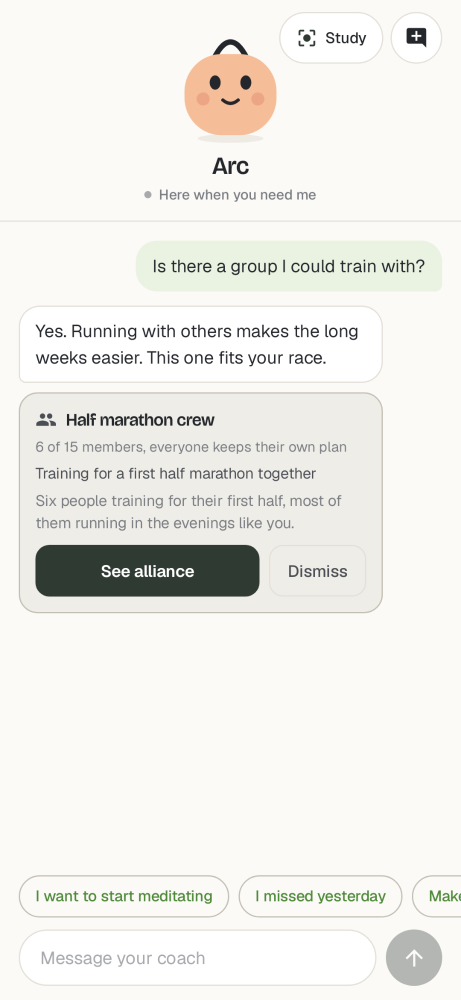 Study
Arc
Here when you need me
Is there a group I could train with?
Yes. Running with others makes the long
weeks easier. This one fits your race.
Half marathon crew
6 of 15 members, everyone keeps their own plan
Training for a first half marathon together
Six people training for their first half, most of
them running in the evenings like you.
See alliance
Dismiss
I want to start meditating
I missed yesterday
Make
Message your coach